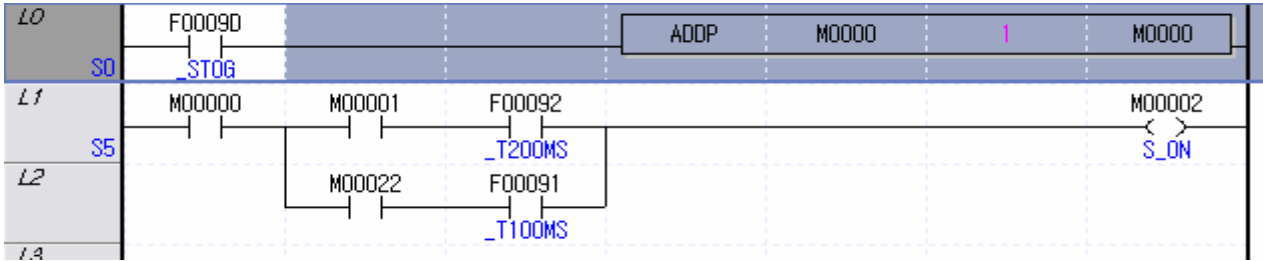 L0 F0009D ADDP M0000 1 M0000
S0 _STOG
L1 M00000 M00001 F00092 M00002
S5 _T200MS S_ON
L2 M00022 F00091
_T100MS
L3